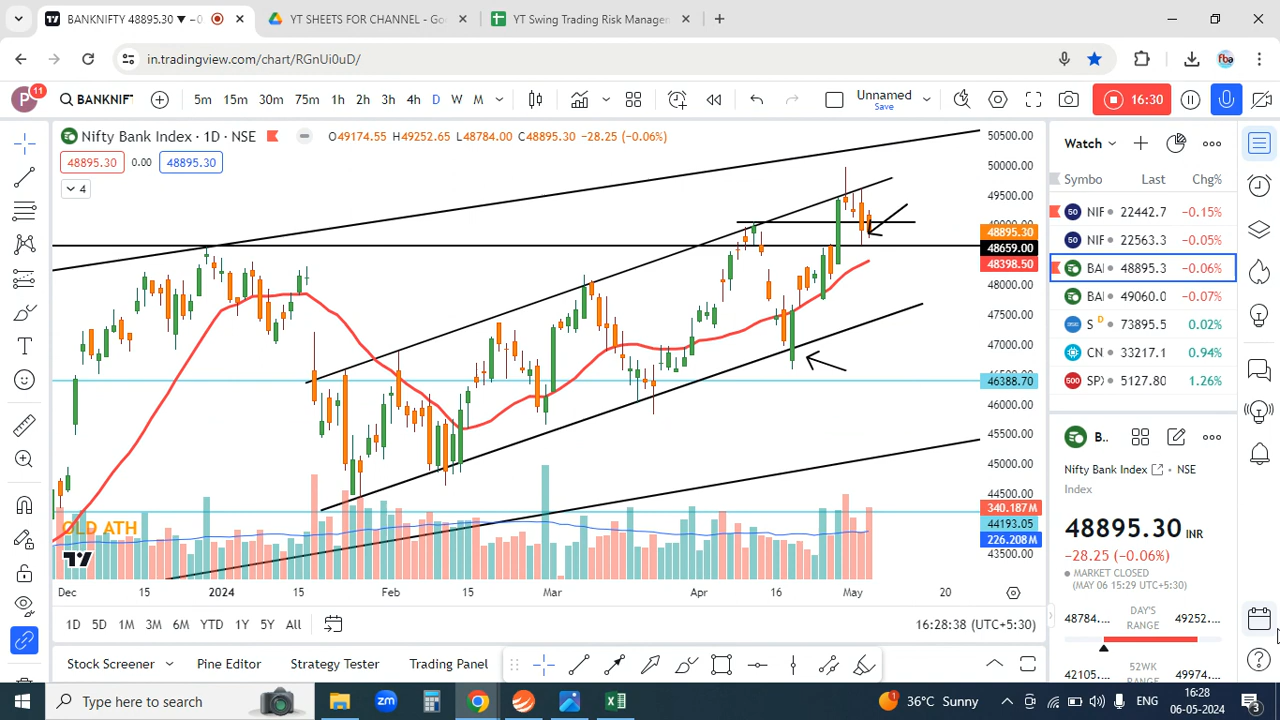 BANKNIFTY 48895.30 ▼ −0
YT SHEETS FOR CHANNEL - Go
YT Swing Trading Risk Managem
in.tradingview.com/chart/RGnUi0uD/
P 11
BANKNIFT
5m 15m 30m 75m 1h 2h 3h 4h D W M
Unnamed
Save
16:30
Nifty Bank Index · 1D · NSE
O49174.55 H49252.65 L48784.00 C48895.30 −28.25 (−0.06%)
48895.30 0.00 48895.30
4
50500.00
50000.00
49500.00
49000.00
48895.30
48659.00
48398.50
48000.00
47500.00
47000.00
46388.70
46000.00
45500.00
45000.00
44500.00
340.187M
44193.05
226.208M
43500.00
OLD ATH
Dec 15 2024 15 Feb 15 Mar Apr 16 May 20
1D 5D 1M 3M 6M YTD 1Y 5Y All
16:28:38 (UTC+5:30)
Stock Screener Pine Editor Strategy Tester Trading Panel
Watch
Symbo Last Chg%
50 NIF 22442.7 −0.15%
50 NIF 22563.3 −0.05%
BAI 48895.3 −0.06%
BAI 49060.0 −0.07%
S D 73895.5 0.02%
CN 33217.1 0.94%
500 SPX 5127.80 1.26%
B..
Nifty Bank Index • NSE
Index
48895.30 INR
−28.25 (−0.06%)
MARKET CLOSED
(MAY 06 15:29 UTC+5:30)
48784.... DAY'S RANGE 49252....
42105.... 52WK 49974....
Type here to search
zm
36°C Sunny
ENG
16:28
06-05-2024
3